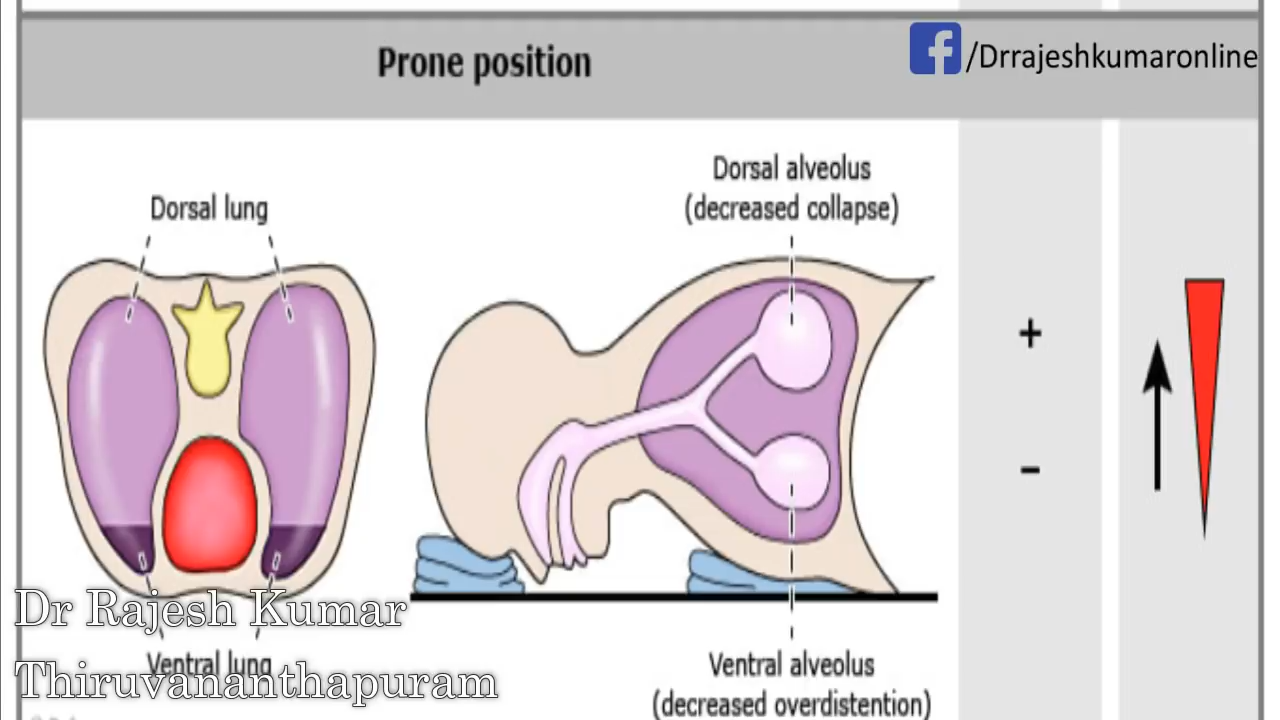 Prone position
/Drrajeshkumaronline
Dorsal lung
Dorsal alveolus
(decreased collapse)
+
-
Dr Rajesh Kumar
Ventral lung
Thiruvananthapuram
Ventral alveolus
(decreased overdistention)